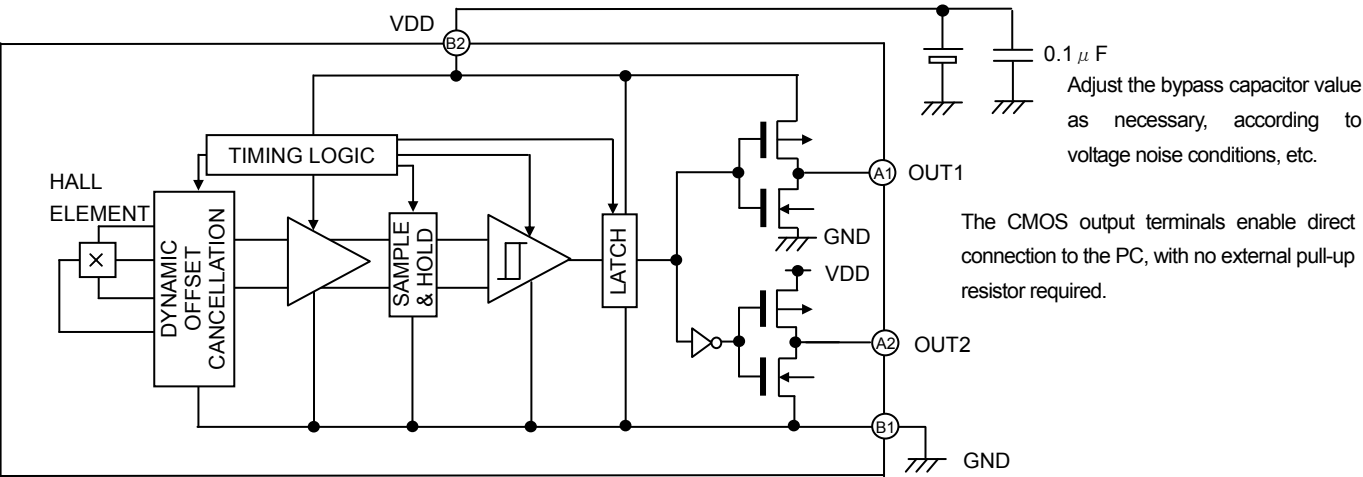 VDD
B2
0.1 μ F
Adjust the bypass capacitor value
as necessary, according to
voltage noise conditions, etc.
TIMING LOGIC
HALL
ELEMENT
×
DYNAMIC
OFFSET
CANCELLATION
SAMPLE
& HOLD
LATCH
A1
OUT1
GND
The CMOS output terminals enable direct
connection to the PC, with no external pull-up
resistor required.
VDD
A2
OUT2
B1
GND